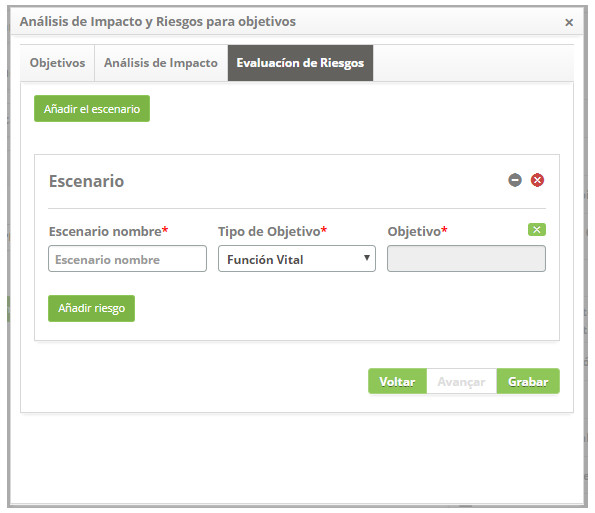 Análisis de Impacto y Riesgos para objetivos ×
Objetivos Análisis de Impacto Evaluacíon de Riesgos
Añadir el escenario
Escenario
Escenario nombre* Tipo de Objetivo* Objetivo*
Escenario nombre Función Vital
Añadir riesgo
Voltar Avançar Grabar